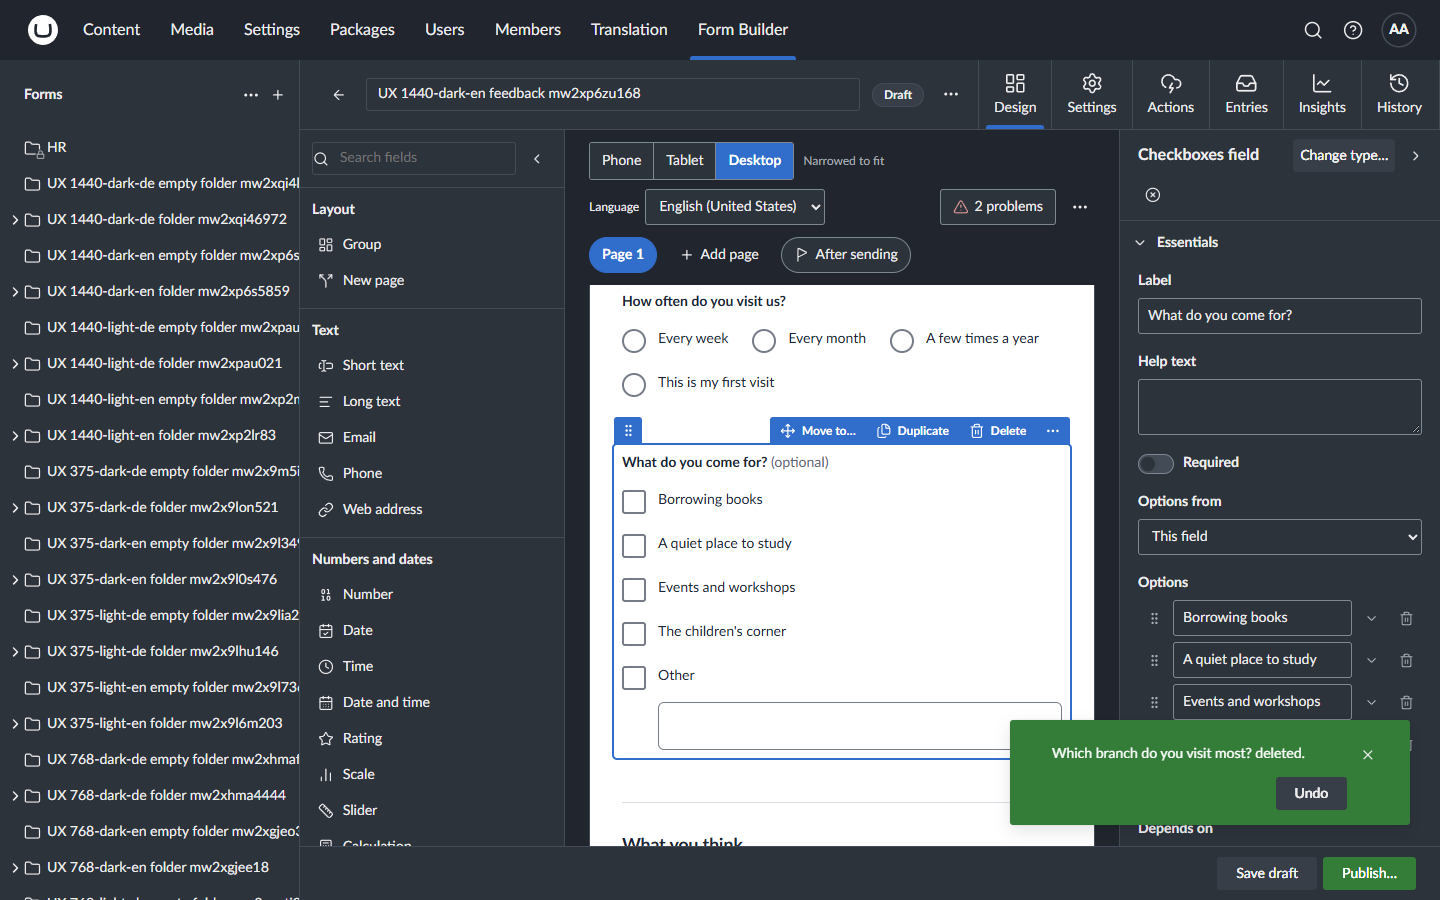 Content
Media
Settings
Packages
Users
Members
Translation
Form Builder
AA
Forms
HR
UX 1440-dark-de empty folder mw2xqi4
UX 1440-dark-de folder mw2xqi46972
UX 1440-dark-en empty folder mw2xp6s
UX 1440-dark-en folder mw2xp6s5859
UX 1440-light-de empty folder mw2xpau
UX 1440-light-de folder mw2xpau021
UX 1440-light-en empty folder mw2xp2
UX 1440-light-en folder mw2xp2lr83
UX 375-dark-de empty folder mw2x9m5
UX 375-dark-de folder mw2x9lon521
UX 375-dark-en empty folder mw2x9l34
UX 375-dark-en folder mw2x9l0s476
UX 375-light-de empty folder mw2x9lia2
UX 375-light-de folder mw2x9lhu146
UX 375-light-en empty folder mw2x9l73
UX 375-light-en folder mw2x9l6m203
UX 768-dark-de empty folder mw2xhmaf
UX 768-dark-de folder mw2xhma4444
UX 768-dark-en empty folder mw2xgjeo
UX 768-dark-en folder mw2xgjee18
UX 1440-dark-en feedback mw2xp6zu168
Draft
Design
Settings
Actions
Entries
Insights
History
Search fields
Layout
Group
New page
Text
Short text
Long text
Email
Phone
Web address
Numbers and dates
Number
Date
Time
Date and time
Rating
Scale
Slider
Calculation
Phone
Tablet
Desktop
Narrowed to fit
Language
English (United States)
2 problems
Page 1
Add page
After sending
How often do you visit us?
Every week
Every month
A few times a year
This is my first visit
Move to...
Duplicate
Delete
What do you come for? (optional)
Borrowing books
A quiet place to study
Events and workshops
The children's corner
Other
What you think
Checkboxes field
Change type...
Essentials
Label
What do you come for?
Help text
Required
Options from
This field
Options
Borrowing books
A quiet place to study
Events and workshops
Which branch do you visit most? deleted.
Undo
Depends on
Save draft
Publish...